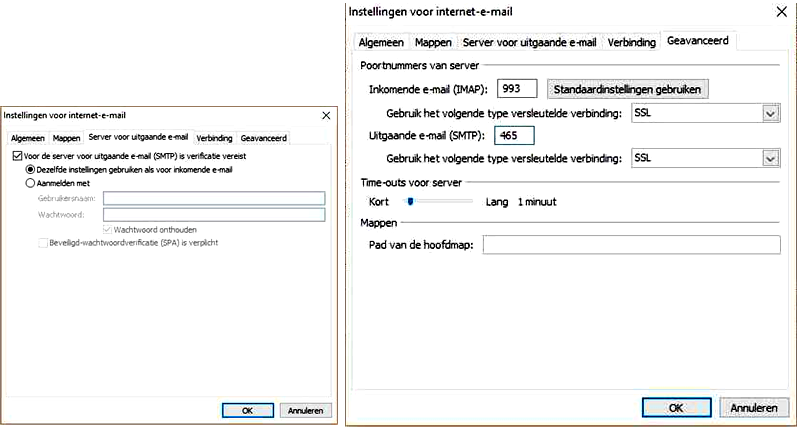 Instellingen voor internet-e-mail
Algemeen Mappen Server voor uitgaande e-mail Verbinding Geavanceerd
Voor de server voor uitgaande e-mail (SMTP) is verificatie vereist
Dezelfde instellingen gebruiken als voor inkomende e-mail
Aanmelden met
Gebruikersnaam:
Wachtwoord:
Wachtwoord onthouden
Beveiligd-wachtwoordverificatie (SPA) is verplicht
OK Annuleren
Instellingen voor internet-e-mail
Algemeen Mappen Server voor uitgaande e-mail Verbinding Geavanceerd
Poortnummers van server
Inkomende e-mail (IMAP): 993 Standaardinstellingen gebruiken
Gebruik het volgende type versleutelde verbinding: SSL
Uitgaande e-mail (SMTP): 465
Gebruik het volgende type versleutelde verbinding: SSL
Time-outs voor server
Kort Lang 1 minuut
Mappen
Pad van de hoofdmap:
OK Annuleren